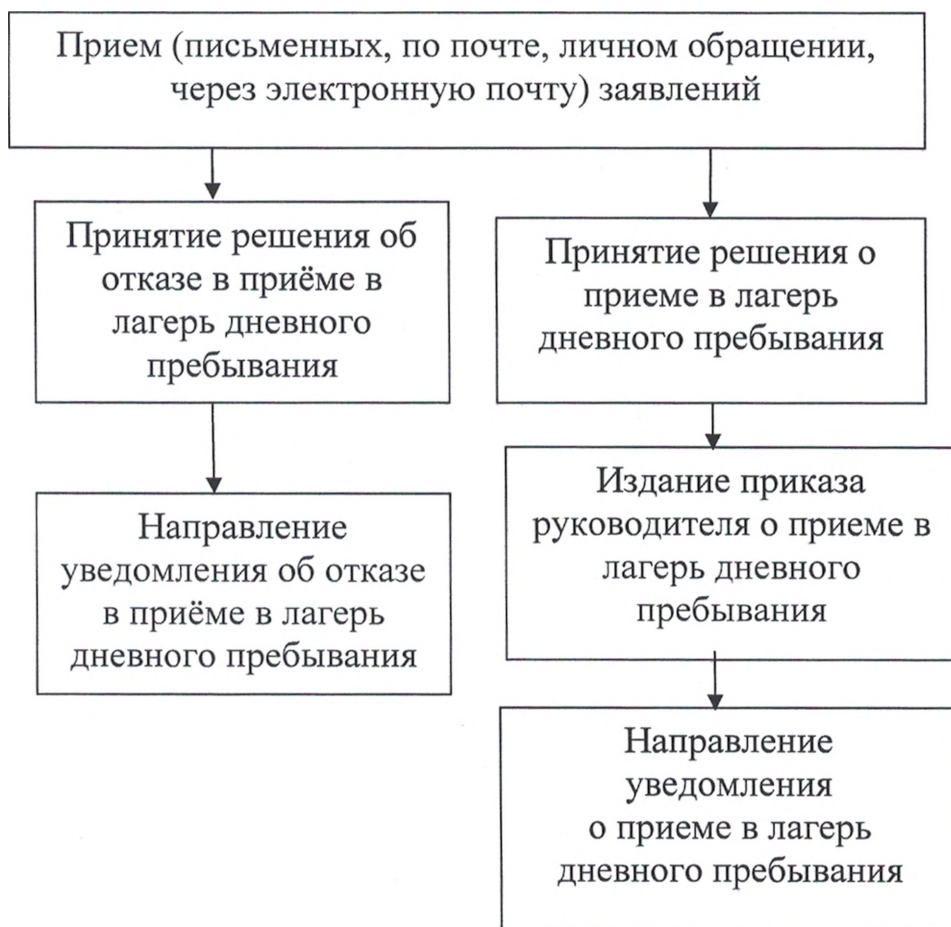 Прием (письменных, по почте, личном обращении,
через электронную почту) заявлений
Принятие решения об
отказе в приёме в
лагерь дневного
пребывания
Направление
уведомления об отказе
в приёме в лагерь
дневного пребывания
Принятие решения о
приеме в лагерь
дневного пребывания
Издание приказа
руководителя о приеме в
лагерь дневного
пребывания
Направление
уведомления
о приеме в лагерь
дневного пребывания